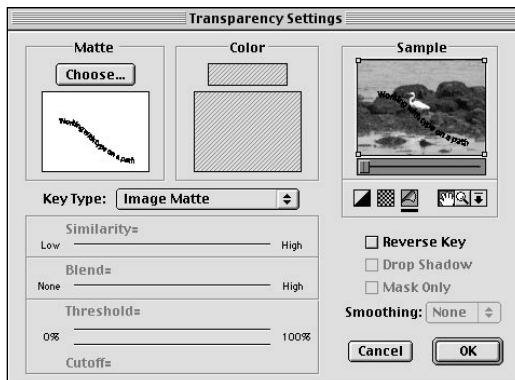 Transparency Settings
Matte
Choose...
Working with type on a path
Color
Sample
Working with type on a path
Key Type: Image Matte
Similarity=
Low High
Blend=
None High
Threshold=
0% 100%
Cutoff=
Reverse Key
Drop Shadow
Mask Only
Smoothing: None
Cancel OK